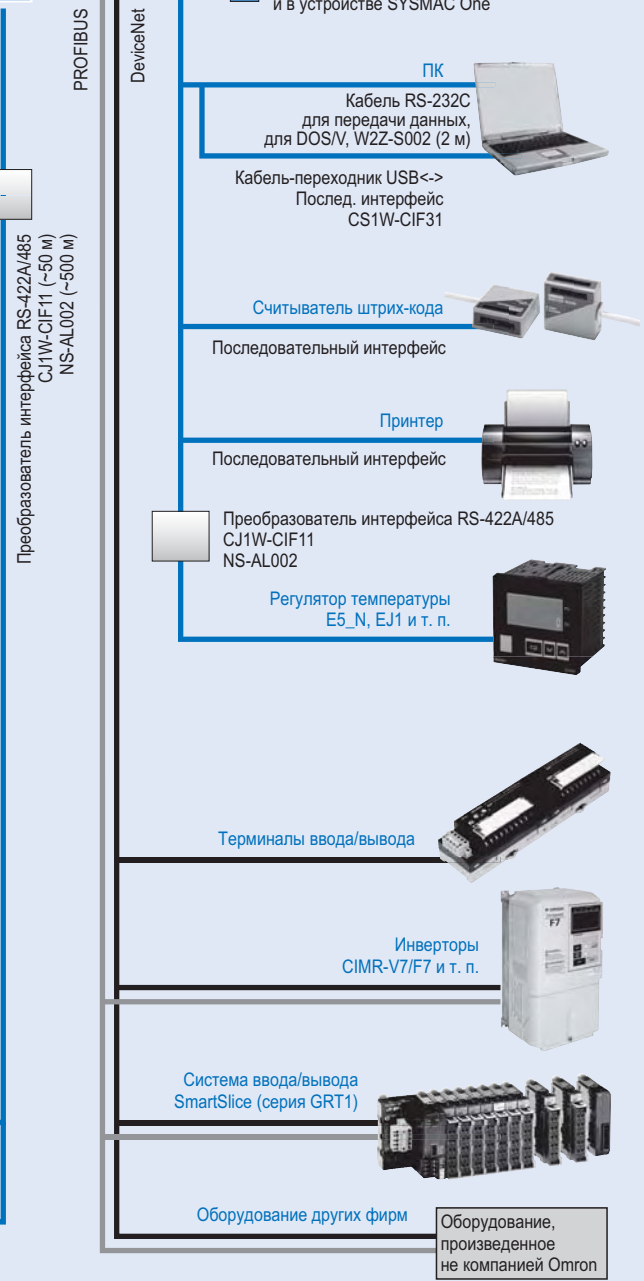 и в устройстве SYSMAC One
PROFIBUS
DeviceNet
ПК
Кабель RS-232C
для передачи данных,
для DOS/V, W2Z-S002 (2 м)
Кабель-переходник USB<->
Послед. интерфейс
CS1W-CIF31
Преобразователь интерфейса RS-422A/485
CJ1W-CIF11 (~50 м)
NS-AL002 (~500 м)
Считыватель штрих-кода
Последовательный интерфейс
Принтер
Последовательный интерфейс
Преобразователь интерфейса RS-422A/485
CJ1W-CIF11
NS-AL002
Регулятор температуры
E5_N, EJ1 и т. п.
Терминалы ввода/вывода
Инверторы
CIMR-V7/F7 и т. п.
F7
Система ввода/вывода
SmartSlice (серия GRT1)
Оборудование других фирм
Оборудование,
произведенное
не компанией Omron